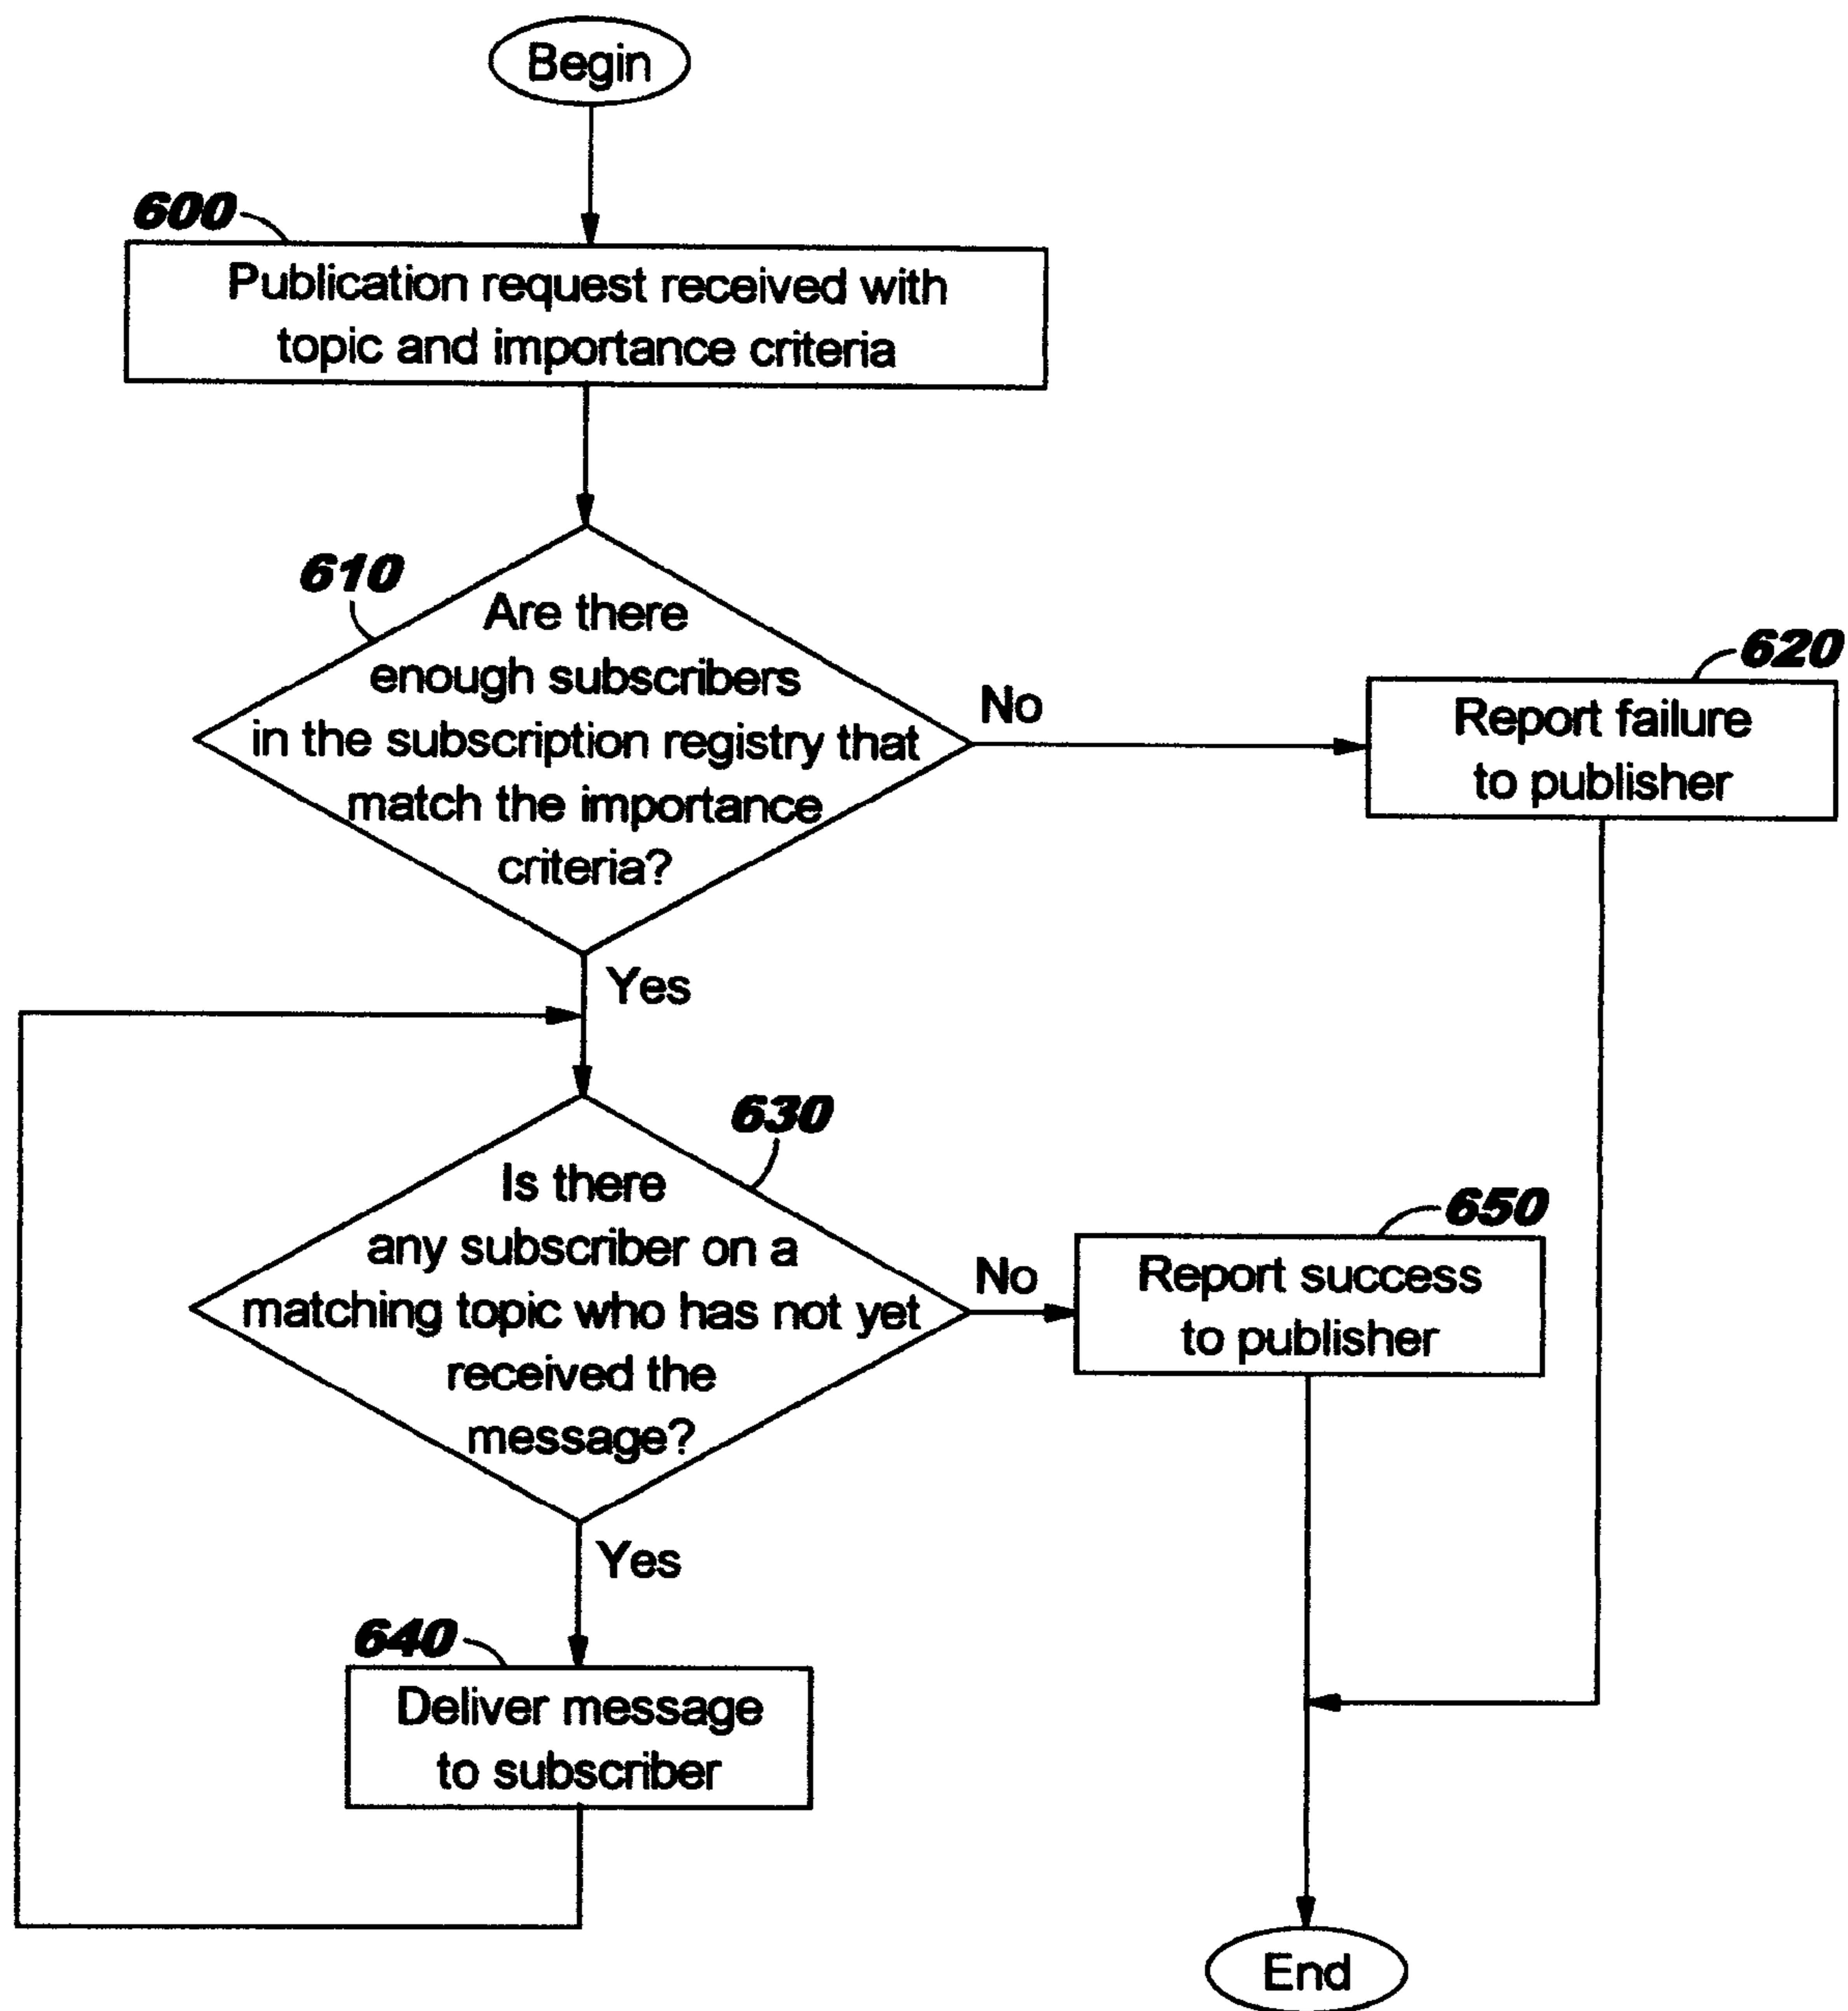 Begin
600
Publication request received with
topic and importance criteria
610
Are there
enough subscribers
in the subscription registry that
match the importance
criteria?
No
620
Report failure
to publisher
Yes
630
Is there
any subscriber on a
matching topic who has not yet
received the
message?
No
650
Report success
to publisher
Yes
640
Deliver message
to subscriber
End